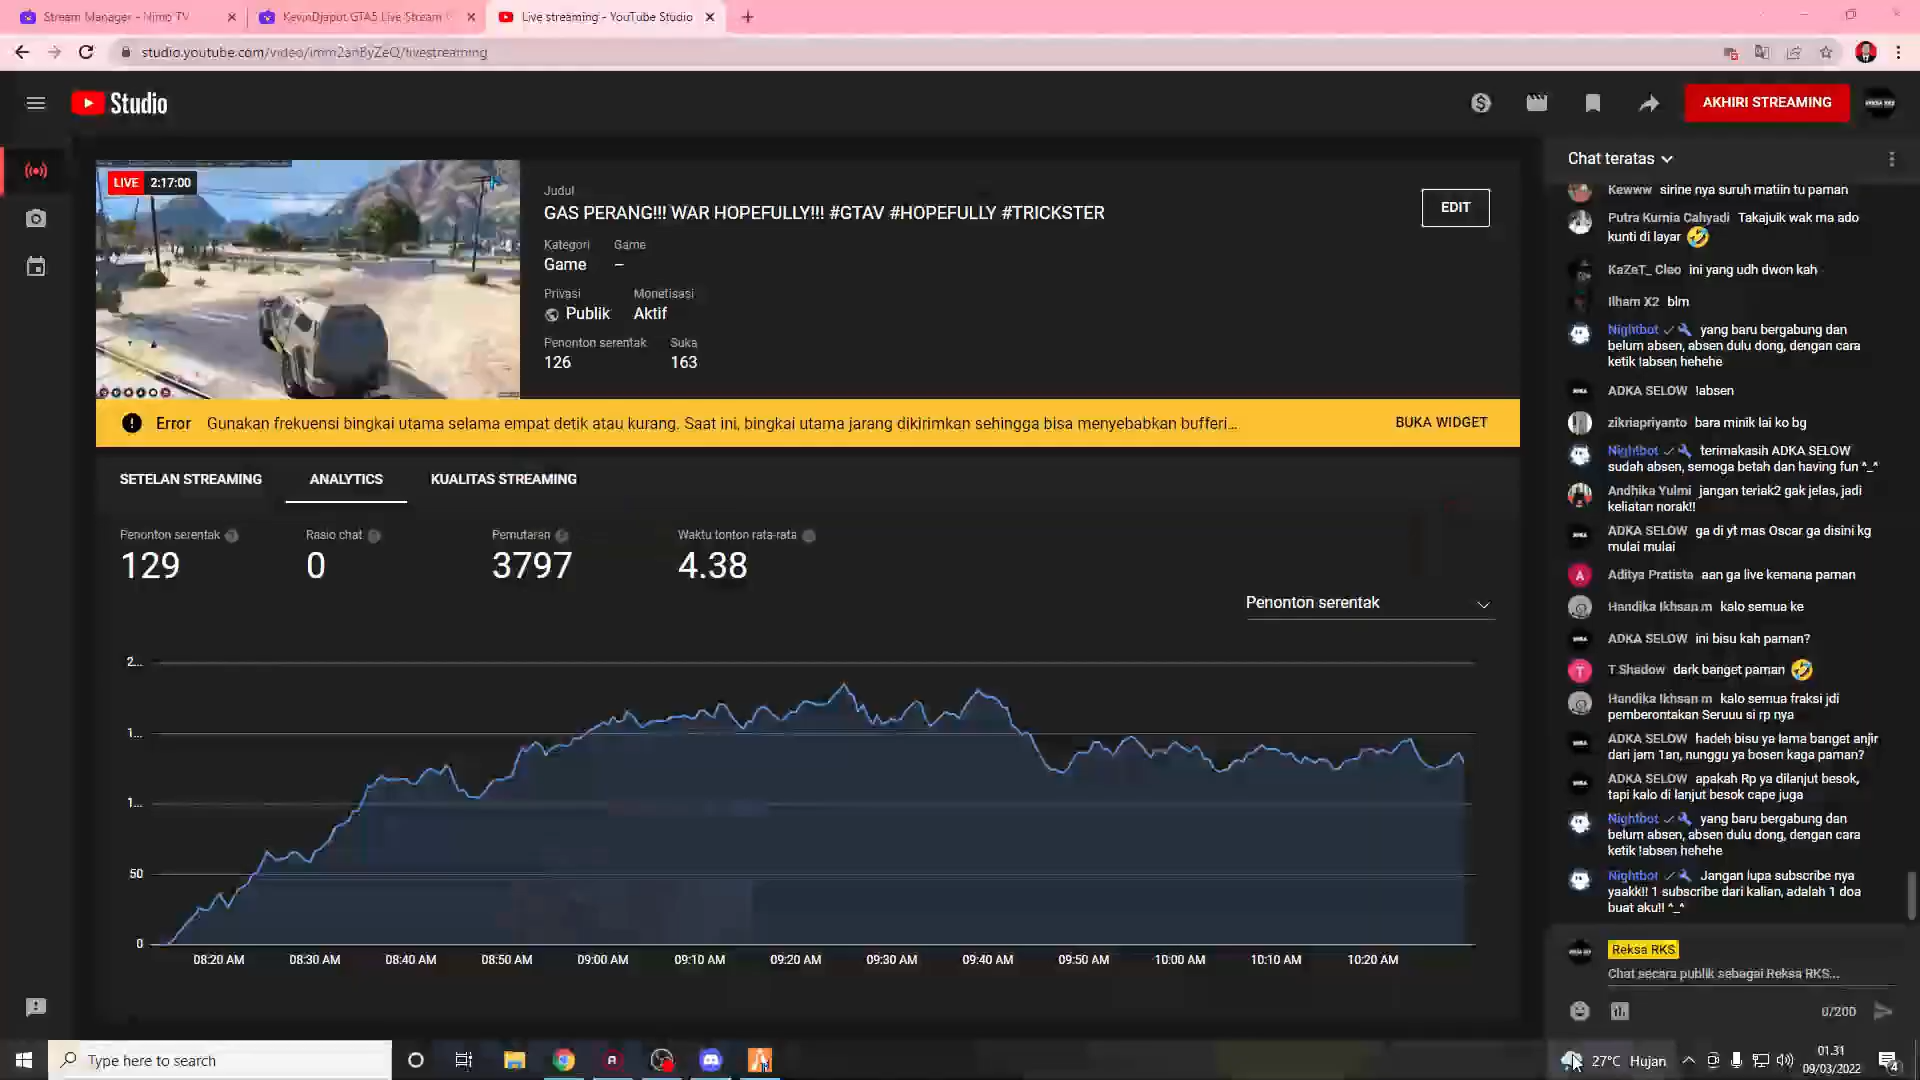 Stream Manager - Nimo TV
KevinDjaput GTA5 Live Stream
Live streaming - YouTube Studio
studio.youtube.com/video/imm2anByZeQ/livestreaming
Studio
AKHIRI STREAMING
LIVE 2:17:00
Judul
GAS PERANG!!! WAR HOPEFULLY!!! #GTAV #HOPEFULLY #TRICKSTER
EDIT
Kategori Game
Game –
Privasi Monetisasi
Publik Aktif
Penonton serentak Suka
126 163
Error Gunakan frekuensi bingkai utama selama empat detik atau kurang. Saat ini, bingkai utama jarang dikirimkan sehingga bisa menyebabkan bufferi...
BUKA WIDGET
SETELAN STREAMING ANALYTICS KUALITAS STREAMING
Penonton serentak Rasio chat Pemutaran Waktu tonton rata-rata
129 0 3797 4.38
Penonton serentak
2...
1...
1...
50
0
08:20 AM 08:30 AM 08:40 AM 08:50 AM 09:00 AM 09:10 AM 09:20 AM 09:30 AM 09:40 AM 09:50 AM 10:00 AM 10:10 AM 10:20 AM
Chat teratas
Kewww sirine nya suruh matiin tu paman
Putra Kurnia Cahyadi Takajuik wak ma ado
kunti di layar 🤣
KaZeT_ Cleo ini yang udh dwon kah
Ilham X2 blm
Nightbot yang baru bergabung dan
belum absen, absen dulu dong, dengan cara
ketik !absen hehehe
ADKA SELOW !absen
zikriapriyanto bara minik lai ko bg
Nightbot terimakasih ADKA SELOW
sudah absen, semoga betah dan having fun ^_^
Andhika Yulmi jangan teriak2 gak jelas, jadi
keliatan norak!!
ADKA SELOW ga di yt mas Oscar ga disini kg
mulai mulai
Aditya Pratista aan ga live kemana paman
Handika Ikhsan m kalo semua ke
ADKA SELOW ini bisu kah paman?
T.Shadow dark banget paman 🤣
Handika Ikhsan m kalo semua fraksi jdi
pemberontakan Seruuu si rp nya
ADKA SELOW hadeh bisu ya lama banget anjir
dari jam 1an, nunggu ya bosen kaga paman?
ADKA SELOW apakah Rp ya dilanjut besok,
tapi kalo di lanjut besok cape juga
Nightbot yang baru bergabung dan
belum absen, absen dulu dong, dengan cara
ketik !absen hehehe
Nightbot Jangan lupa subscribe nya
yaakk!! 1 subscribe dari kalian, adalah 1 doa
buat aku!! ^_^
Reksa RKS
Chat secara publik sebagai Reksa RKS...
0/200
Type here to search
27°C Hujan
01.31
09/03/2022
4